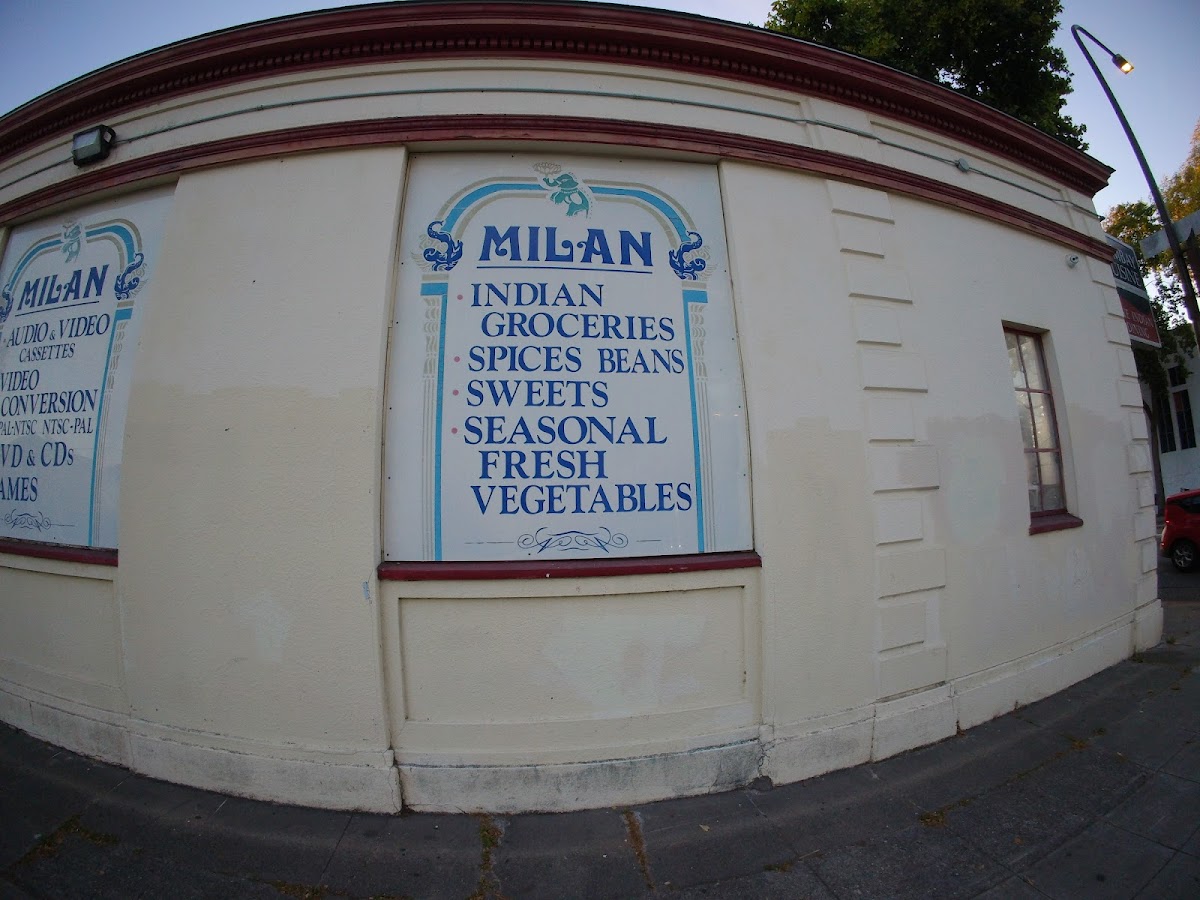 MILAN
AUDIO & VIDEO
CASSETTES
VIDEO
CONVERSION
PAL-NTSC NTSC-PAL
VD & CDs
AMES
MILAN
• INDIAN
GROCERIES
• SPICES BEANS
• SWEETS
• SEASONAL
FRESH
VEGETABLES